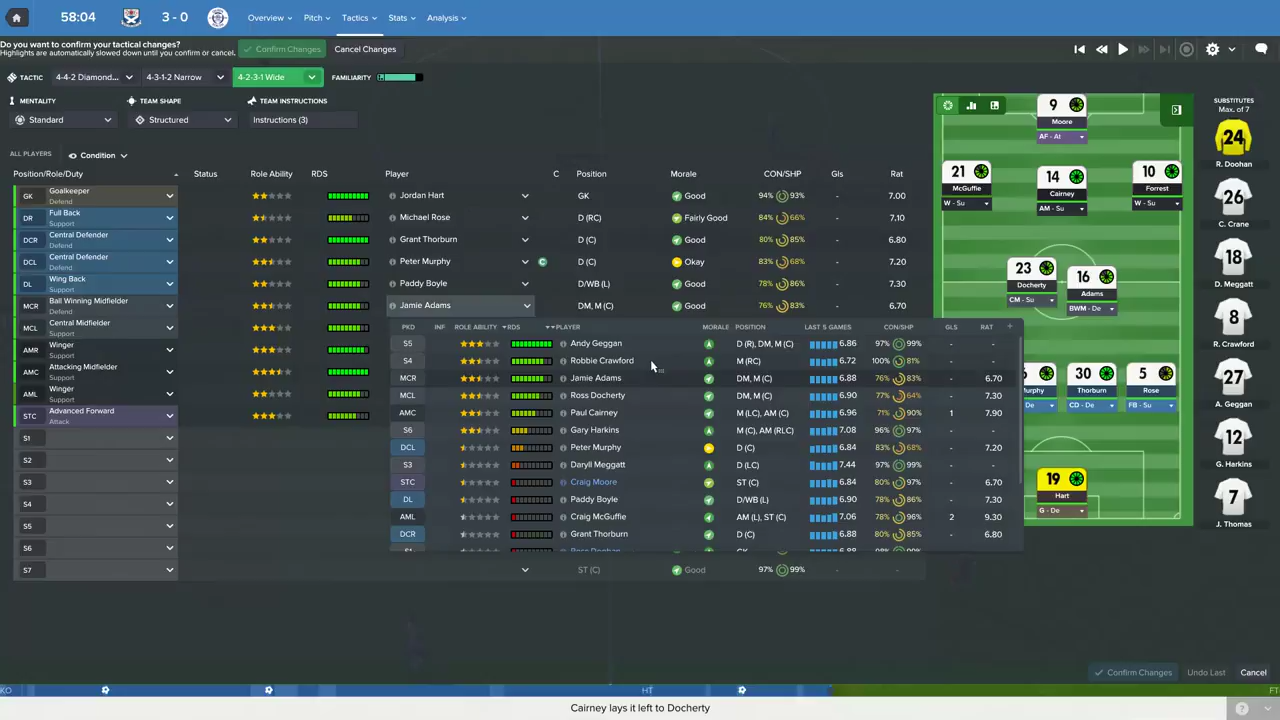 58:04
3 - 0
Overview
Pitch
Tactics
Stats
Analysis
Do you want to confirm your tactical changes?
Highlights are automatically slowed down until you confirm or cancel.
Confirm Changes
Cancel Changes
TACTIC
4-4-2 Diamond...
4-3-1-2 Narrow
4-2-3-1 Wide
FAMILIARITY
MENTALITY
TEAM SHAPE
TEAM INSTRUCTIONS
Standard
Structured
Instructions (3)
ALL PLAYERS
Condition
Position/Role/Duty Status Role Ability RDS Player C Position Morale CON/SHP Gls Rat
GK Goalkeeper Defend Jordan Hart GK Good 94% 93% - 7.00
DR Full Back Support Michael Rose D (RC) Fairly Good 84% 66% - 7.10
DCR Central Defender Defend Grant Thorburn D (C) Good 80% 85% - 6.80
DCL Central Defender Defend Peter Murphy C D (C) Okay 83% 68% - 7.20
DL Wing Back Support Paddy Boyle D/WB (L) Good 78% 86% - 7.30
MCR Ball Winning Midfielder Defend Jamie Adams DM, M (C) Good 76% 83% - 6.70
MCL Central Midfielder Support
AMR Winger Support
AMC Attacking Midfielder Support
AML Winger Support
STC Advanced Forward Attack
S1
S2
S3
S4
S5
S6
S7 ST (C) Good 97% 99% - -
PKD INF ROLE ABILITY RDS PLAYER MORALE POSITION LAST 5 GAMES CON/SHP GLS RAT +
S5 Andy Geggan D (R), DM, M (C) 6.86 97% 99% - -
S4 Robbie Crawford M (RC) 6.72 100% 81% - -
MCR Jamie Adams DM, M (C) 6.88 76% 83% - 6.70
MCL Ross Docherty DM, M (C) 6.90 77% 64% - 7.30
AMC Paul Cairney M (LC), AM (C) 6.96 71% 90% 1 7.90
S6 Gary Harkins M (C), AM (RLC) 7.08 96% 97% - -
DCL Peter Murphy D (C) 6.88 83% 68% - 7.20
S3 Daryll Meggatt D (LC) 7.44 97% 99% - -
STC Craig Moore ST (C) 6.84 80% 97% - 6.70
DL Paddy Boyle D/WB (L) 6.90 78% 86% - 7.30
AML Craig McGuffie AM (L), ST (C) 7.06 78% 96% 2 9.30
DCR Grant Thorburn D (C) 6.88 80% 85% - 6.80
9
Moore
AF - At
21
McGuffie
W - Su
14
Cairney
AM - Su
10
Forrest
W - Su
23
Docherty
CM - Su
16
Adams
BWM - De
urphy
De
30
Thorburn
CD - De
5
Rose
FB - Su
19
Hart
G - De
SUBSTITUTES
Max. of 7
24
R. Doohan
26
C. Crane
18
D. Meggatt
8
R. Crawford
27
A. Geggan
12
G. Harkins
7
J. Thomas
Confirm Changes
Undo Last
Cancel
KO
HT
FT
Cairney lays it left to Docherty
?